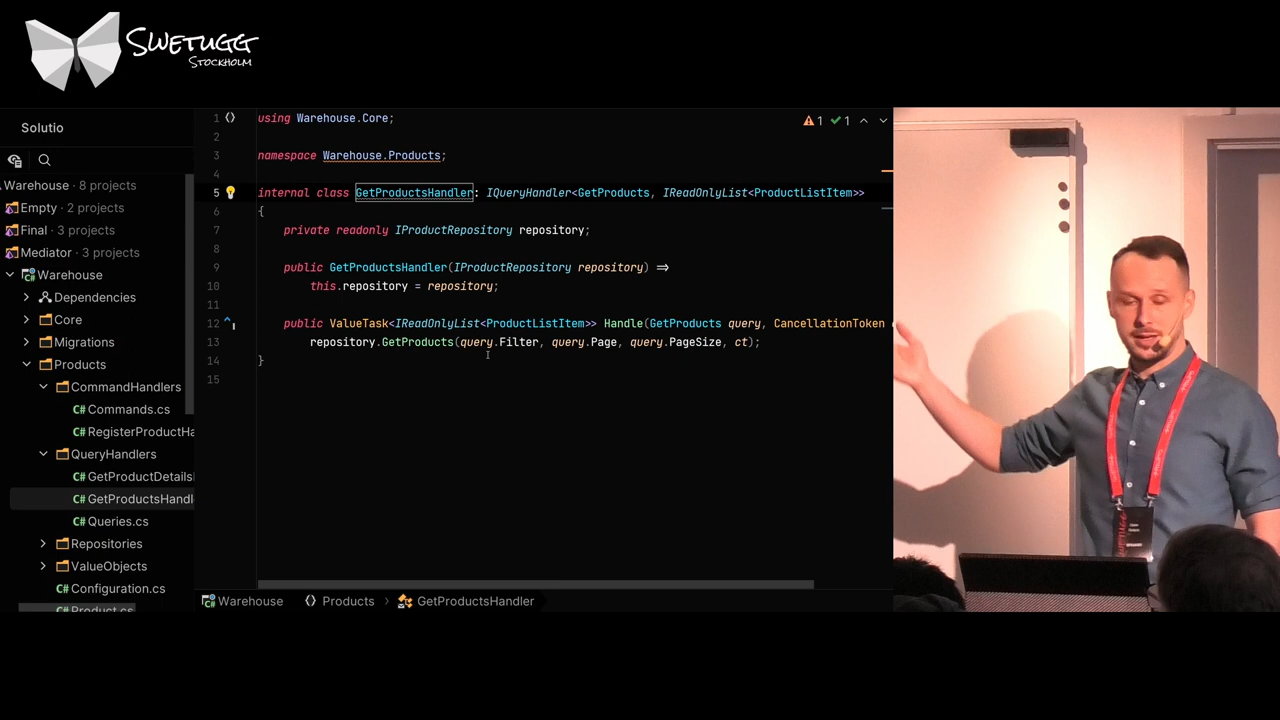 SWETUGG
STOCKHOLM
Solutio
Warehouse · 8 projects
Empty · 2 projects
Final · 3 projects
Mediator · 3 projects
Warehouse
Dependencies
Core
Migrations
Products
CommandHandlers
C# Commands.cs
C# RegisterProductHa
QueryHandlers
C# GetProductDetails
C# GetProductsHandl
C# Queries.cs
Repositories
ValueObjects
C# Configuration.cs
C# Product.cs
1 using Warehouse.Core;
2
3 namespace Warehouse.Products;
4
5 internal class GetProductsHandler: IQueryHandler<GetProducts, IReadOnlyList<ProductListItem>>
6 {
7 private readonly IProductRepository repository;
8
9 public GetProductsHandler(IProductRepository repository) =>
10 this.repository = repository;
11
12 public ValueTask<IReadOnlyList<ProductListItem>> Handle(GetProducts query, CancellationToken
13 repository.GetProducts(query.Filter, query.Page, query.PageSize, ct);
14 }
15
1 1
Warehouse {} Products > GetProductsHandler